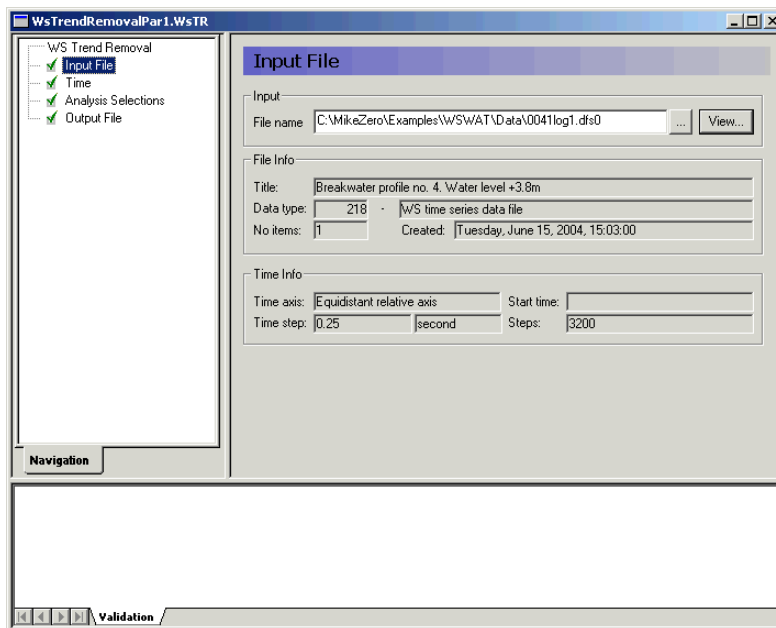 WsTrendRemovalPar1.WsTR
WS Trend Removal
Input File
Time
Analysis Selections
Output File
Navigation
Input File
Input
File name C:\MikeZero\Examples\WSWAT\Data\0041log1.dfs0 ... View...
File Info
Title: Breakwater profile no. 4. Water level +3.8m
Data type: 218 - WS time series data file
No items: 1 Created: Tuesday, June 15, 2004, 15:03:00
Time Info
Time axis: Equidistant relative axis Start time:
Time step: 0.25 second Steps: 3200
Validation